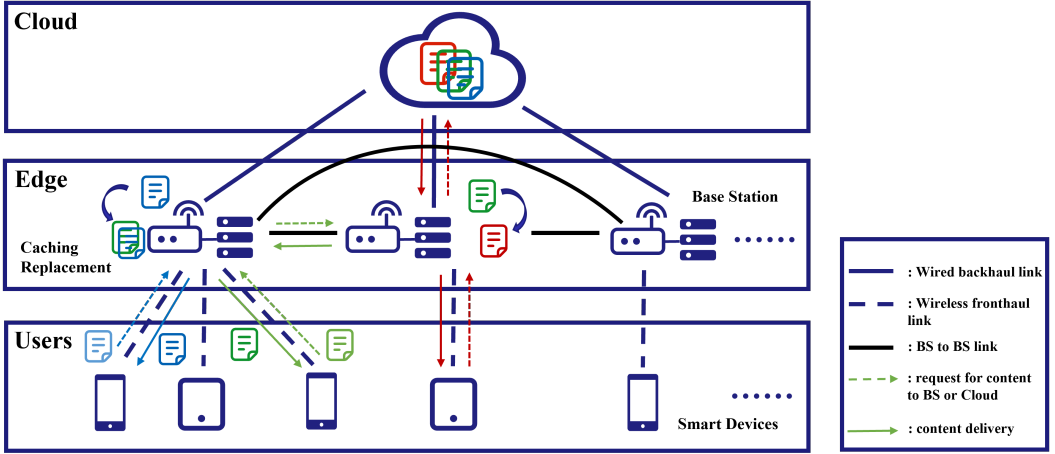 Cloud
Edge
Base Station
Caching
Replacement
Users
Smart Devices
: Wired backhaul link
: Wireless fronthaul
link
: BS to BS link
: request for content
to BS or Cloud
: content delivery